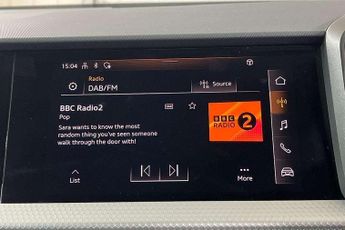 15:04
Radio
DAB/FM
Source
BBC Radio2
Pop
Sara wants to know the most
random thing you've seen someone
walk through the door with!
BBC
RADIO 2
List
More